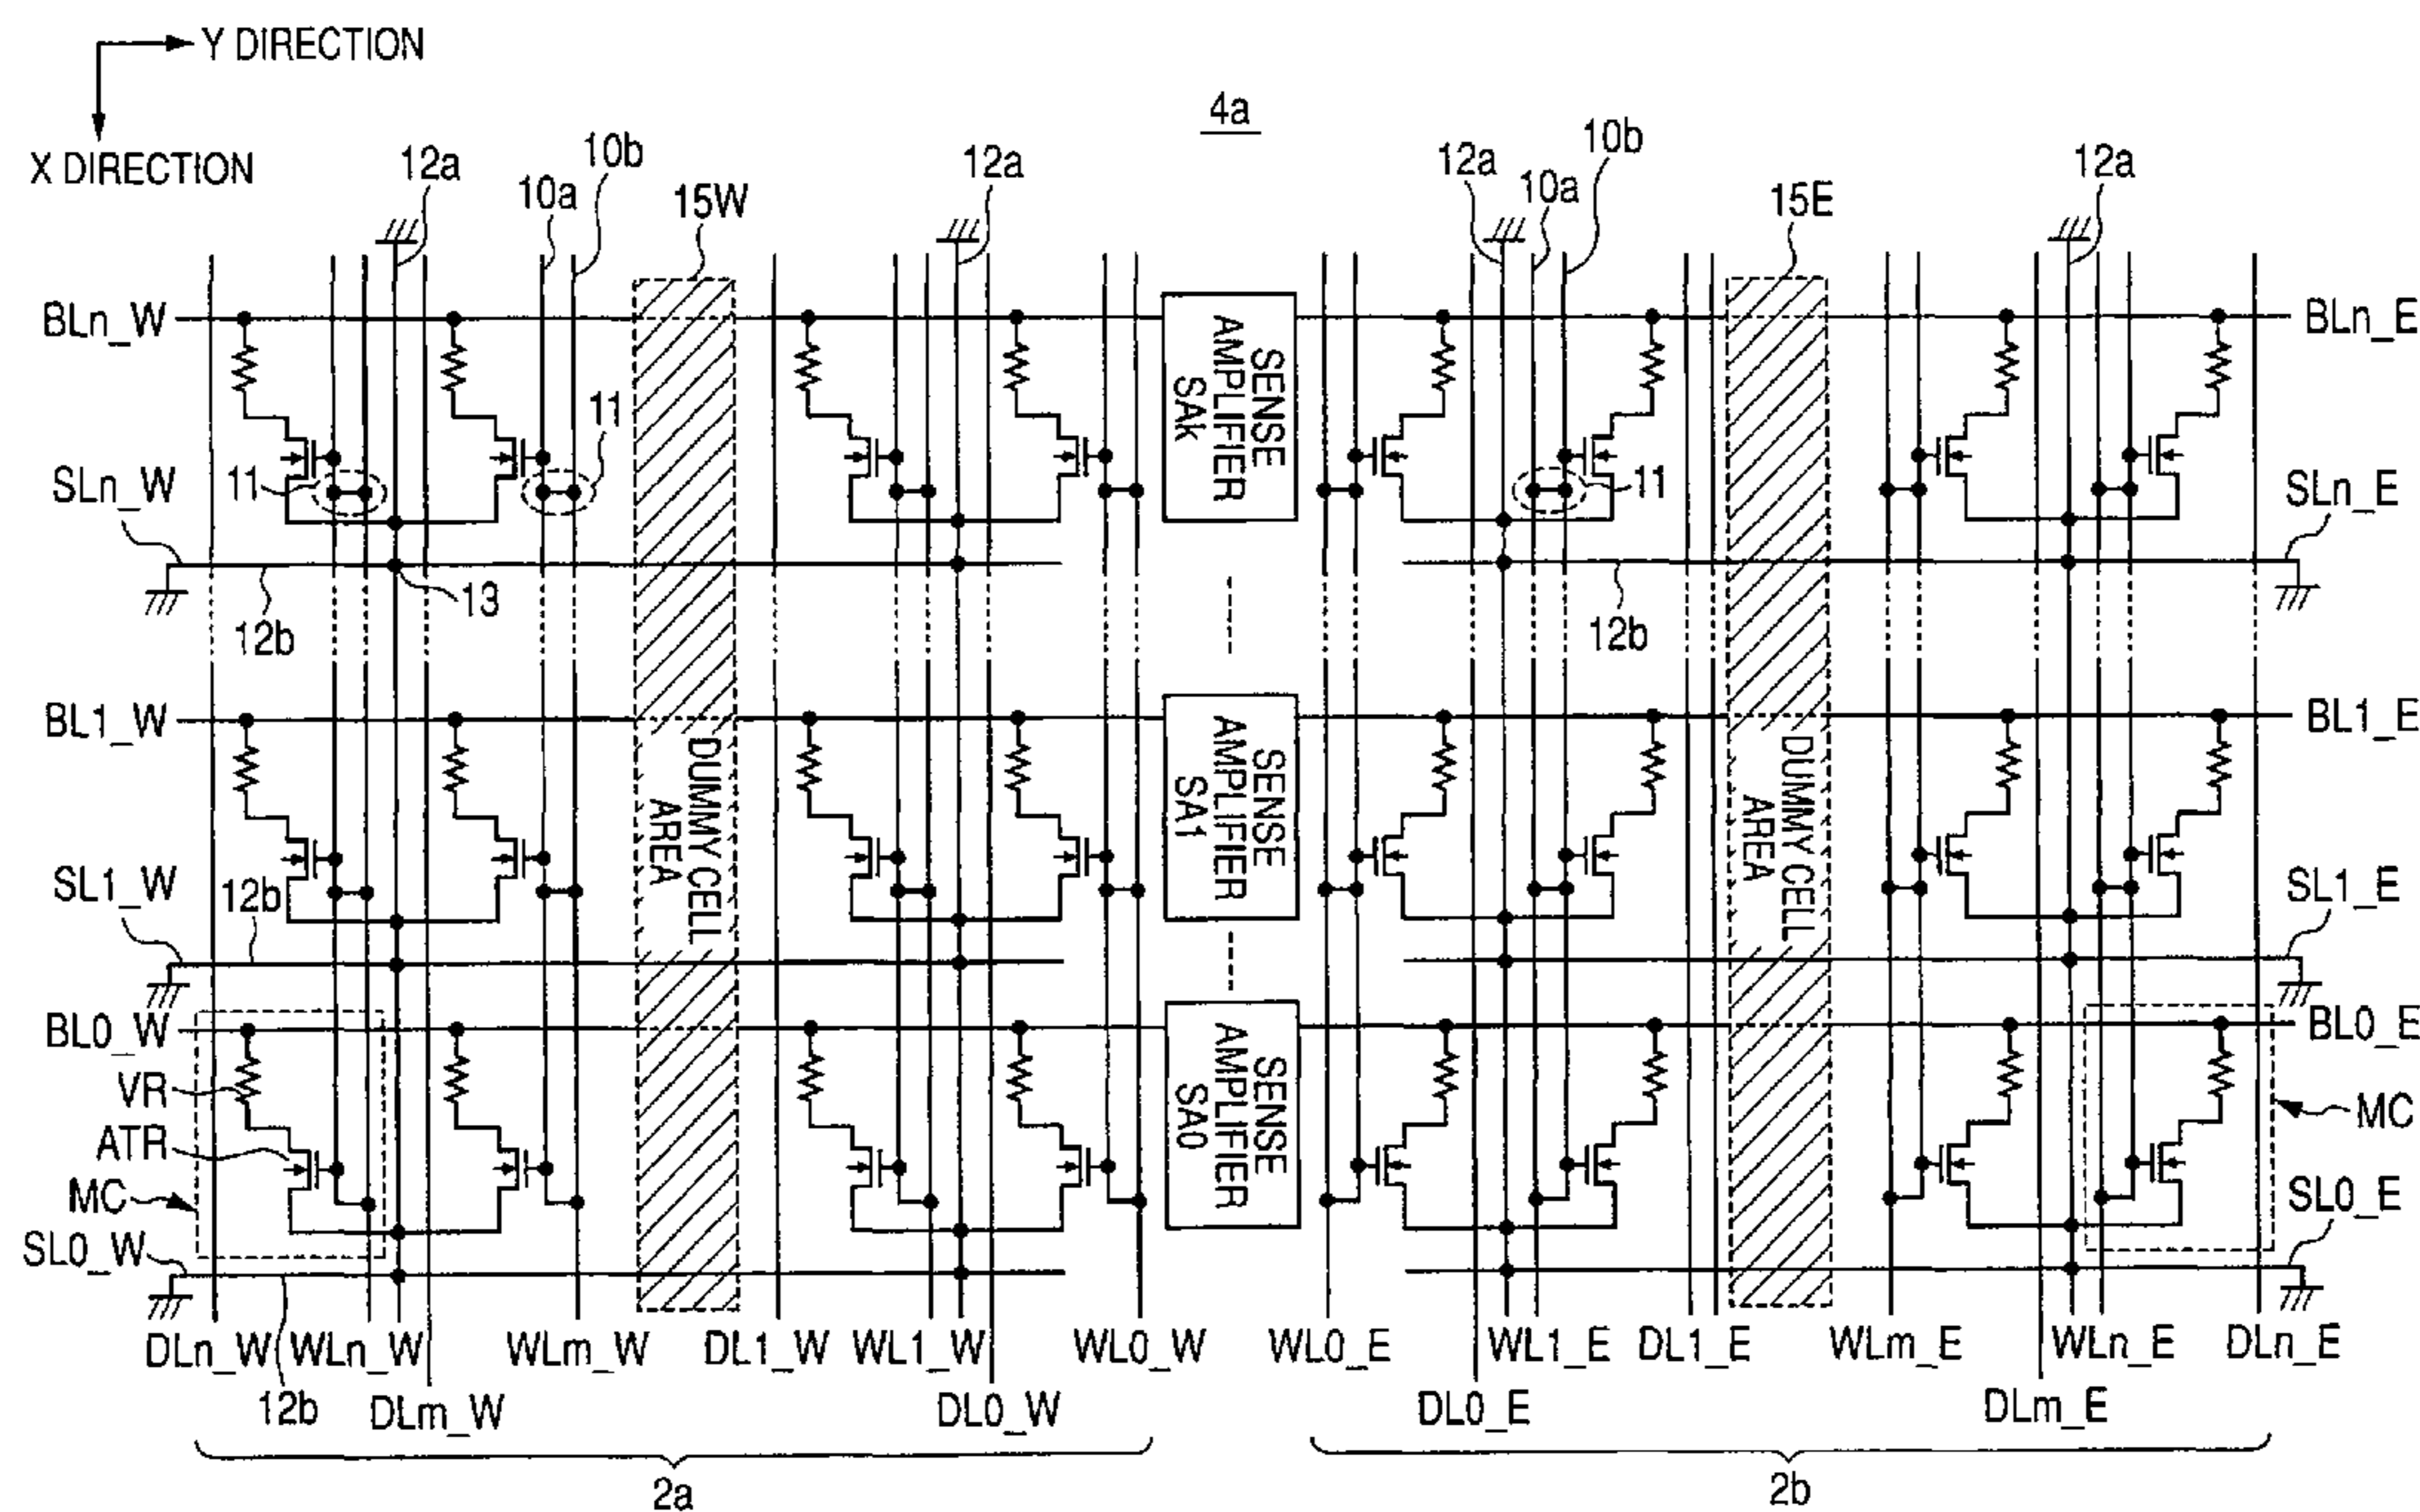 Y DIRECTION
X DIRECTION
4a
12a
10a
10b
15W
12a
12a
10a
10b
15E
12a
BLn_W
SENSE
AMPLIFIER
SAk
BLn_E
11
11
11
SLn_W
SLn_E
13
12b
12b
BL1_W
SENSE
AMPLIFIER
SA1
BL1_E
DUMMY CELL
AREA
DUMMY CELL
AREA
SL1_W
12b
SL1_E
BL0_W
SENSE
AMPLIFIER
SA0
BL0_E
VR
ATR
MC
MC
SL0_W
SL0_E
DLn_W
WLn_W
WLm_W
DL1_W
WL1_W
WL0_W
WL0_E
WL1_E
DL1_E
WLm_E
WLn_E
DLn_E
12b
DLm_W
DL0_W
DL0_E
DLm_E
2a
2b